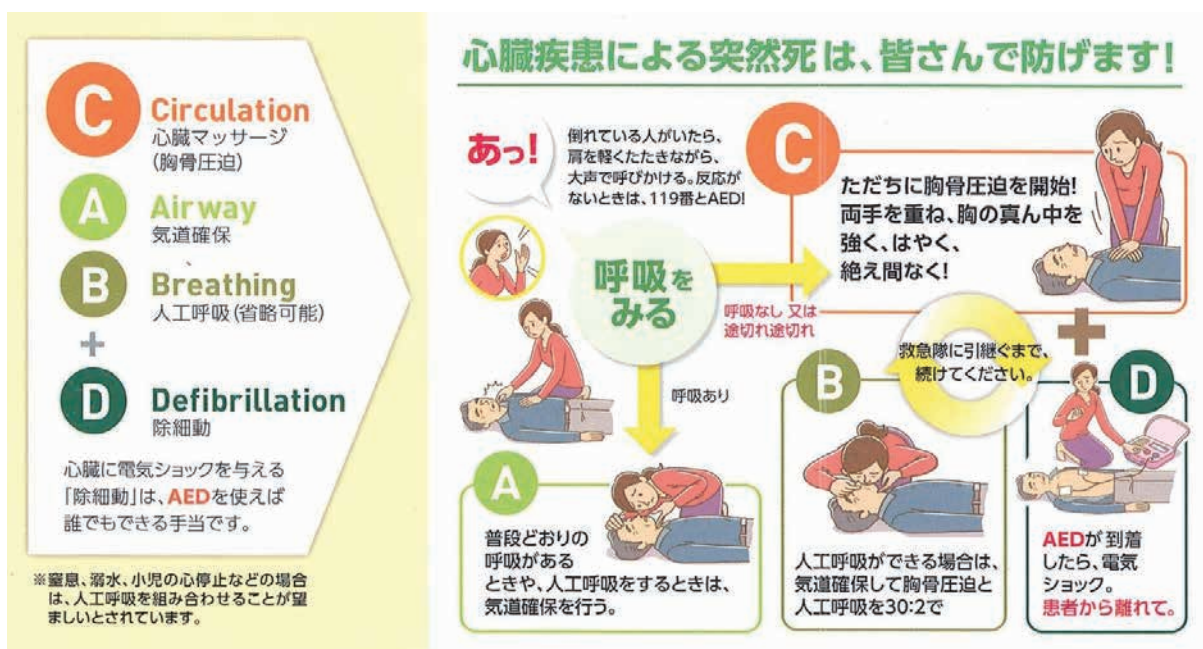 C
Circulation
心臓マッサージ
(胸骨圧迫)
A
Airway
気道確保
B
Breathing
人工呼吸(省略可能)
+
D
Defibrillation
除細動
心臓に電気ショックを与える
「除細動」は、AEDを使えば
誰でもできる手当です。
※窒息、溺水、小児の心停止などの場合
は、人工呼吸を組み合わせることが望
ましいとされています。
心臓疾患による突然死は、皆さんで防げます!
あっ!
倒れている人がいたら、
肩を軽くたたきながら、
大声で呼びかける。反応が
ないときは、119番とAED!
呼吸を
みる
呼吸なし 又は
途切れ途切れ
呼吸あり
C
ただちに胸骨圧迫を開始!
両手を重ね、胸の真ん中を
強く、はやく、
絶え間なく!
救急隊に引継ぐまで、
続けてください。
A
普段どおりの
呼吸がある
ときや、人工呼吸をするときは、
気道確保を行う。
B
人工呼吸ができる場合は、
気道確保して胸骨圧迫と
人工呼吸を30:2で
D
AEDが到着
したら、電気
ショック。
患者から離れて。